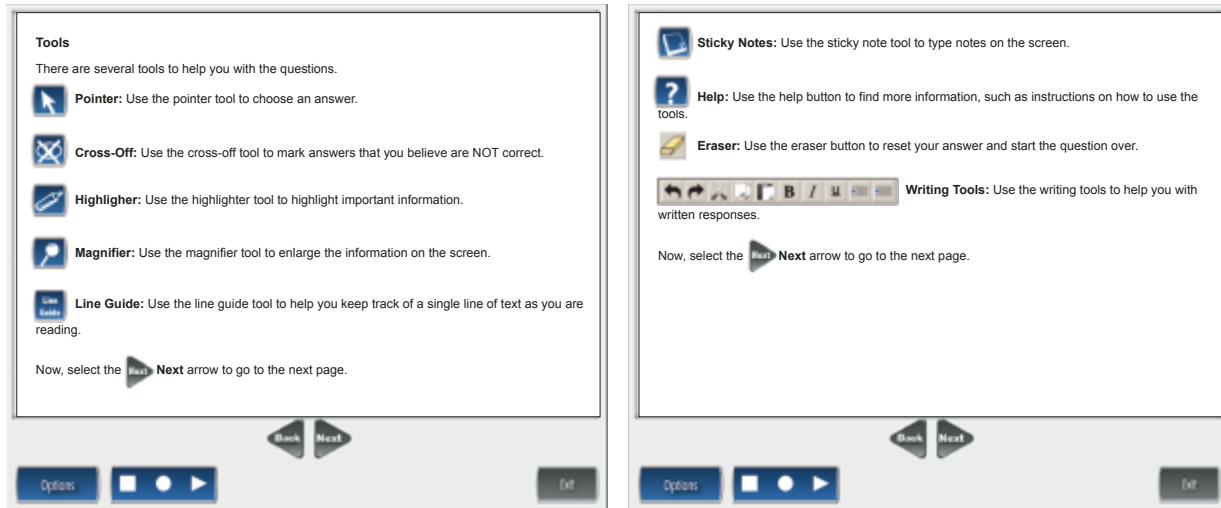 Tools
There are several tools to help you with the questions.
Pointer: Use the pointer tool to choose an answer.
Cross-Off: Use the cross-off tool to mark answers that you believe are NOT correct.
Highligher: Use the highlighter tool to highlight important information.
Magnifier: Use the magnifier tool to enlarge the information on the screen.
Line
Guide
Line Guide: Use the line guide tool to help you keep track of a single line of text as you are
reading.
Now, select the Next Next arrow to go to the next page.
Book Next
Options
Exit
Sticky Notes: Use the sticky note tool to type notes on the screen.
? Help: Use the help button to find more information, such as instructions on how to use the
tools.
Eraser: Use the eraser button to reset your answer and start the question over.
B I U Writing Tools: Use the writing tools to help you with
written responses.
Now, select the Next Next arrow to go to the next page.
Back Next
Options
Exit